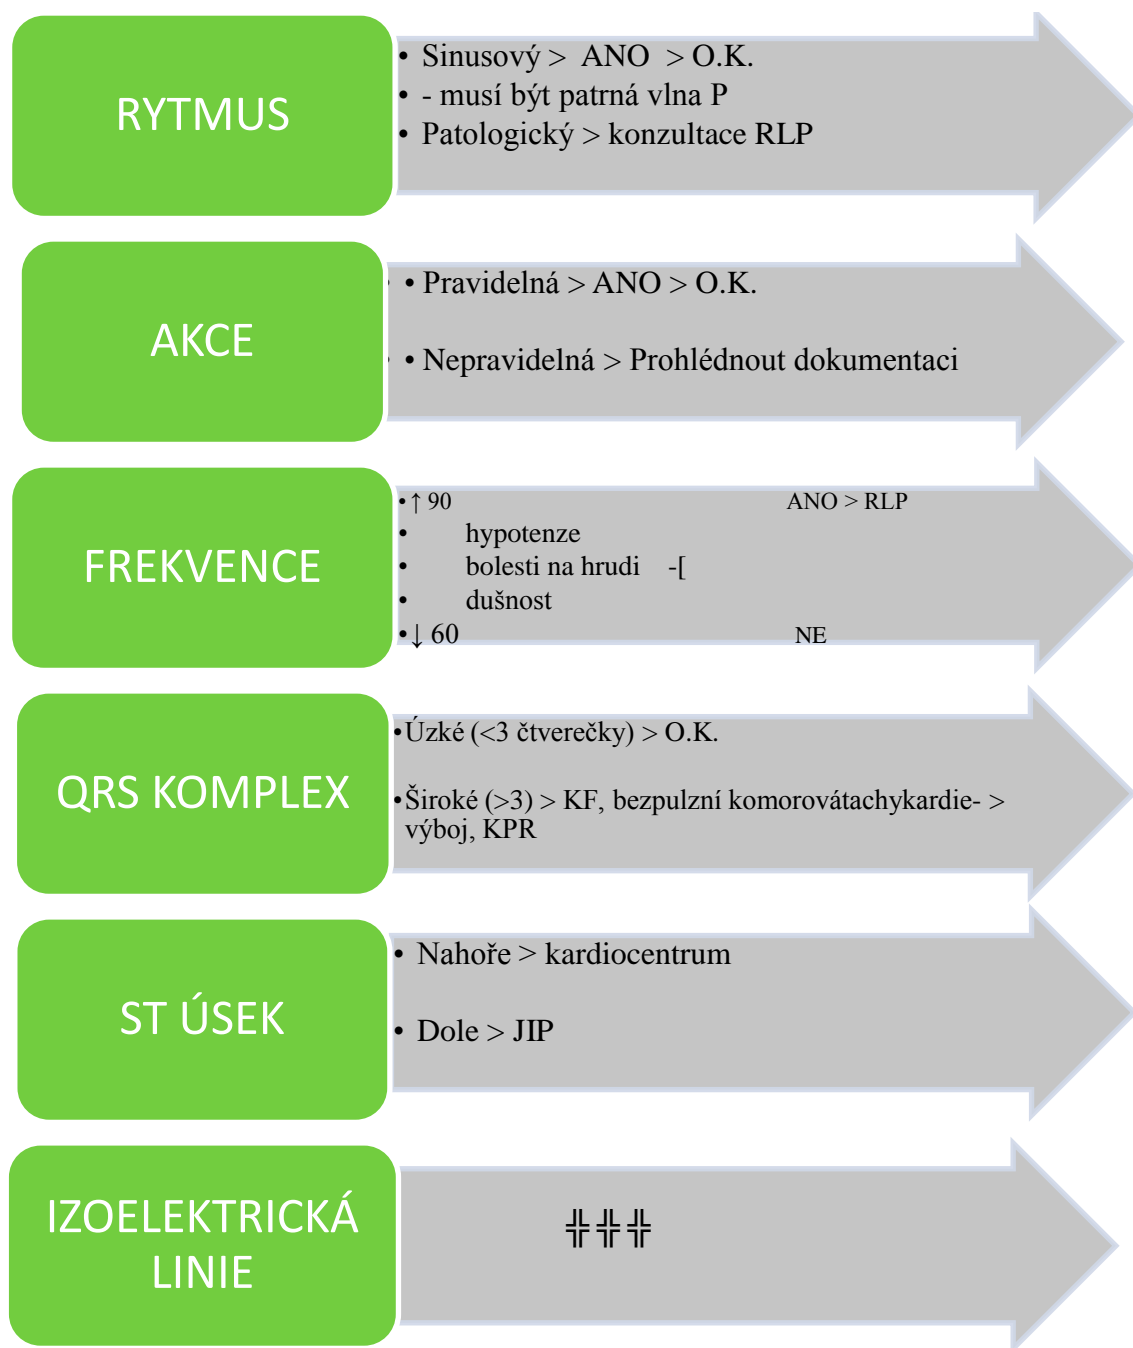 RYTMUS
• Sinusový > ANO > O.K.
• - musí být patrná vlna P
• Patologický > konzultace RLP
AKCE
• • Pravidelná > ANO > O.K.
• • Nepravidelná > Prohlédnout dokumentaci
FREKVENCE
• ↑ 90 ANO > RLP
• hypotenze
• bolesti na hrudi -[
• dušnost
• ↓ 60 NE
QRS KOMPLEX
• Úzké (<3 čtverečky) > O.K.
• Široké (>3) > KF, bezpulzní komorovátachykardie- >
výboj, KPR
ST ÚSEK
• Nahoře > kardiocentrum
• Dole > JIP
IZOELEKTRICKÁ
LINIE
╬ ╬ ╬